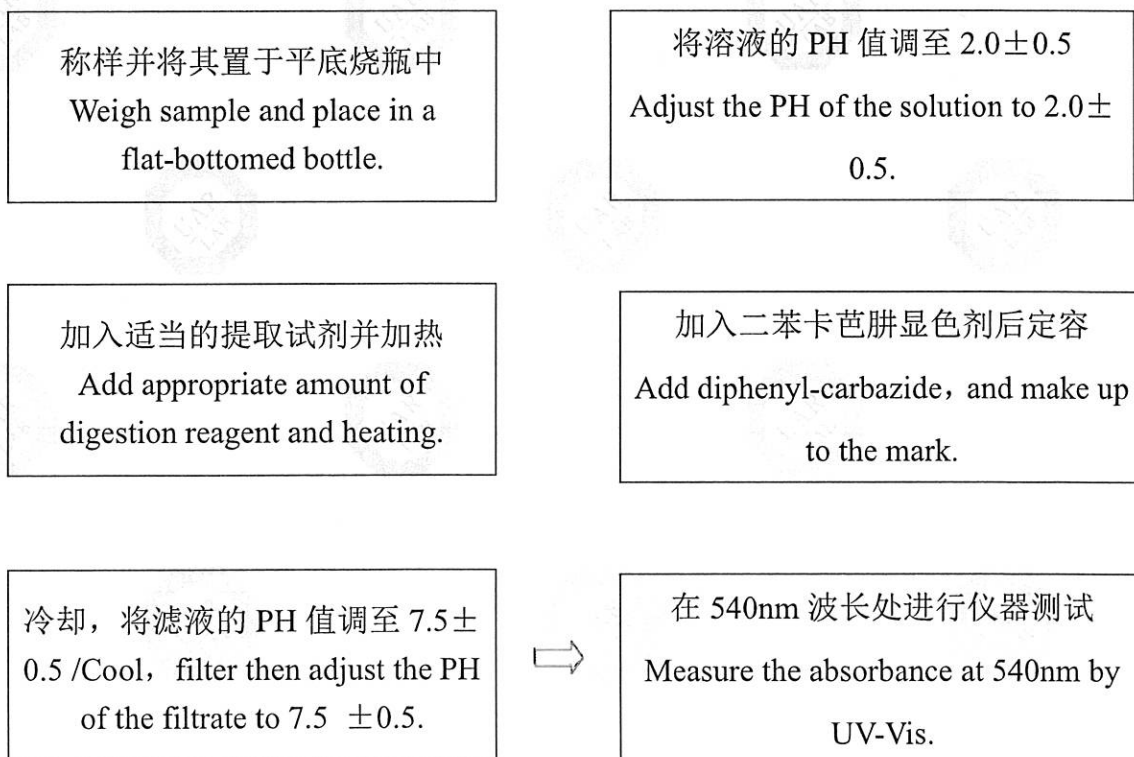 称样并将其置于平底烧瓶中
Weigh sample and place in a
flat-bottomed bottle.
加入适当的提取试剂并加热
Add appropriate amount of
digestion reagent and heating.
冷却，将滤液的 PH 值调至 7.5±
0.5 /Cool，filter then adjust the PH
of the filtrate to 7.5 ±0.5.
将溶液的 PH 值调至 2.0±0.5
Adjust the PH of the solution to 2.0±
0.5.
加入二苯卡芭肼显色剂后定容
Add diphenyl-carbazide，and make up
to the mark.
在 540nm 波长处进行仪器测试
Measure the absorbance at 540nm by
UV-Vis.